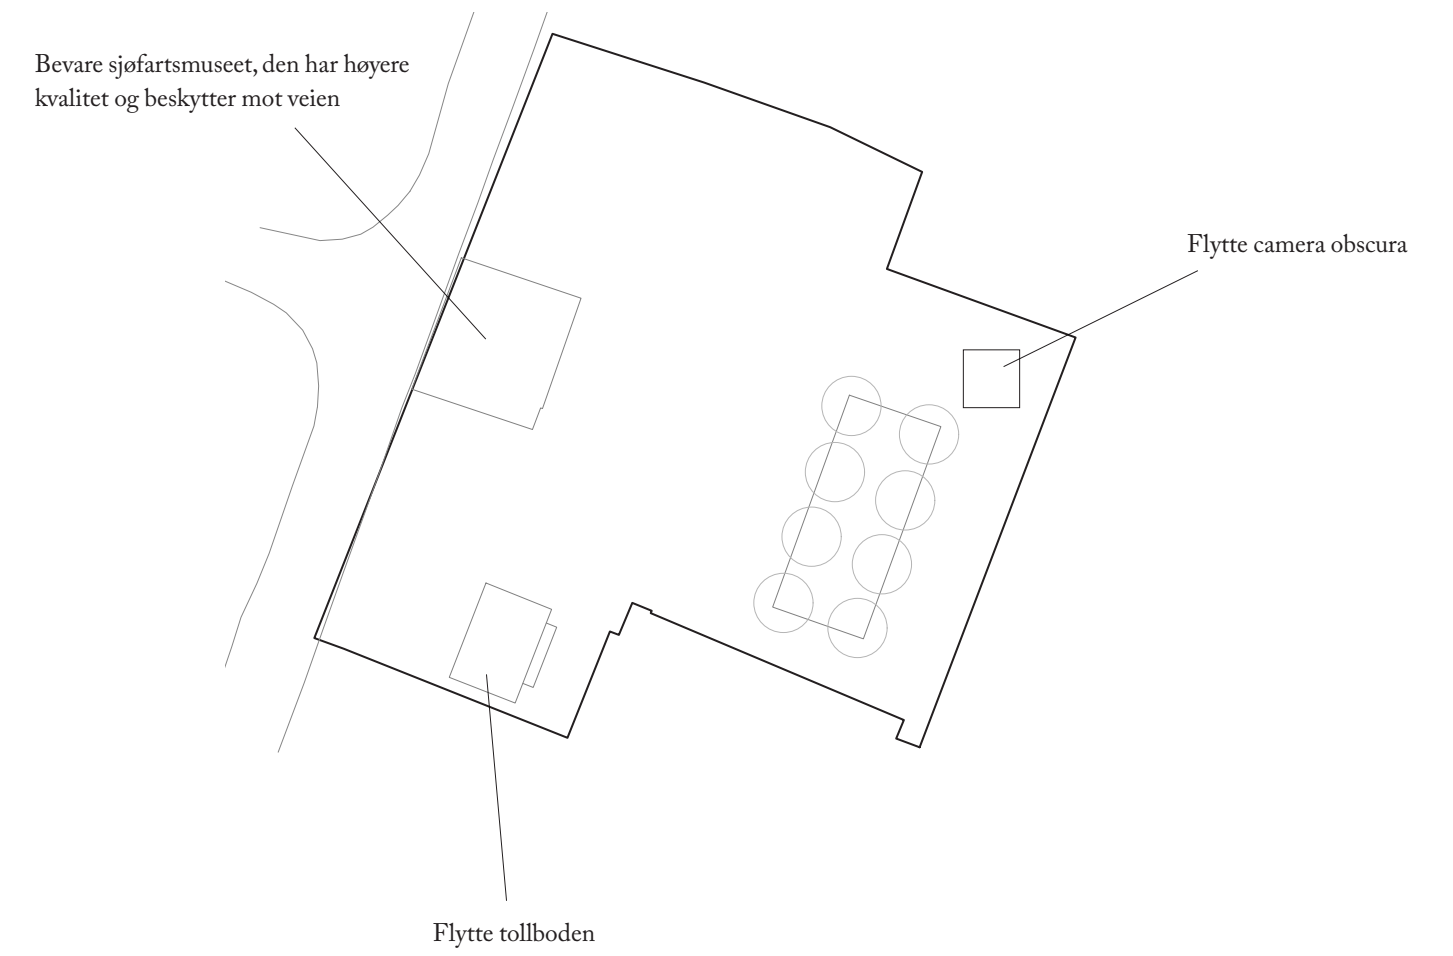 Bevare sjøfartsmuseet, den har høyere
kvalitet og beskytter mot veien
Flytte camera obscura
Flytte tollboden